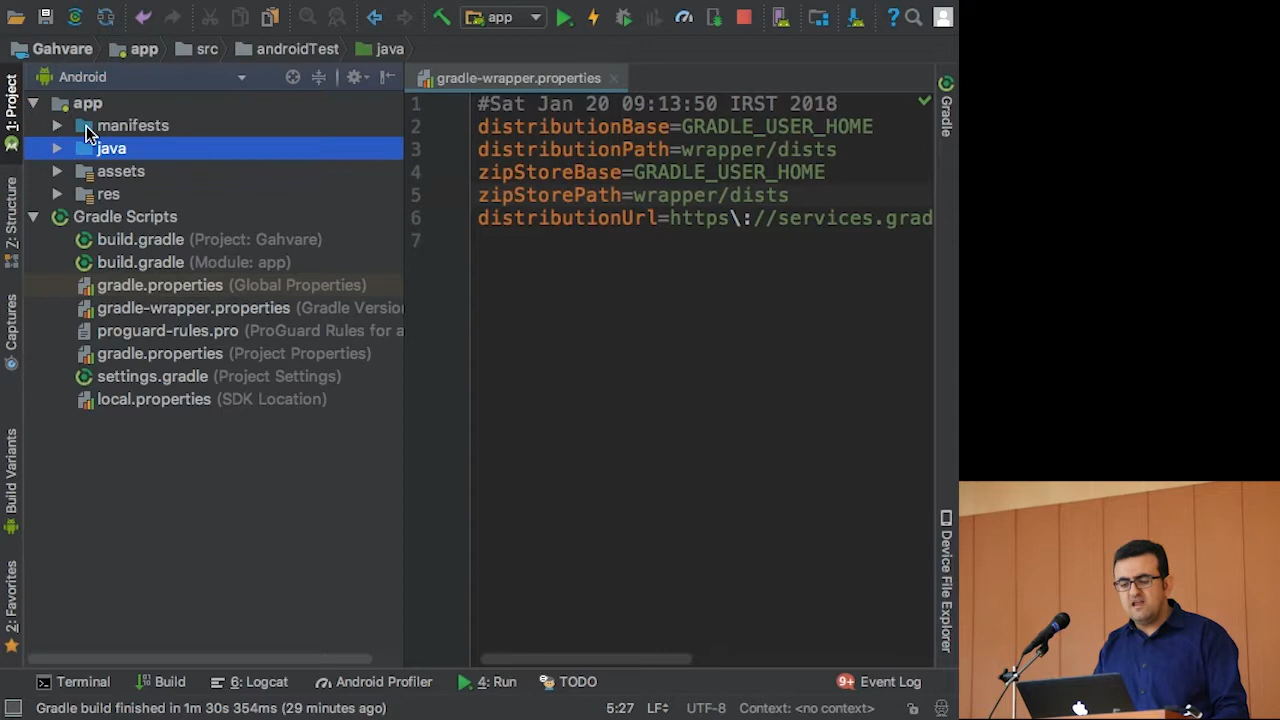 app
Gahvare app src androidTest java
1: Project
Android
gradle-wrapper.properties
Gradle
app
manifests
java
assets
res
Gradle Scripts
build.gradle (Project: Gahvare)
build.gradle (Module: app)
gradle.properties (Global Properties)
gradle-wrapper.properties (Gradle Version
proguard-rules.pro (ProGuard Rules for a
gradle.properties (Project Properties)
settings.gradle (Project Settings)
local.properties (SDK Location)
1 #Sat Jan 20 09:13:50 IRST 2018
2 distributionBase=GRADLE_USER_HOME
3 distributionPath=wrapper/dists
4 zipStoreBase=GRADLE_USER_HOME
5 zipStorePath=wrapper/dists
6 distributionUrl=https\://services.grad
7
Z: Structure
Captures
Build Variants
2: Favorites
Device File Explorer
Terminal Build 6: Logcat Android Profiler 4: Run TODO 9+ Event Log
Gradle build finished in 1m 30s 354ms (29 minutes ago) 5:27 LF UTF-8 Context: <no context>